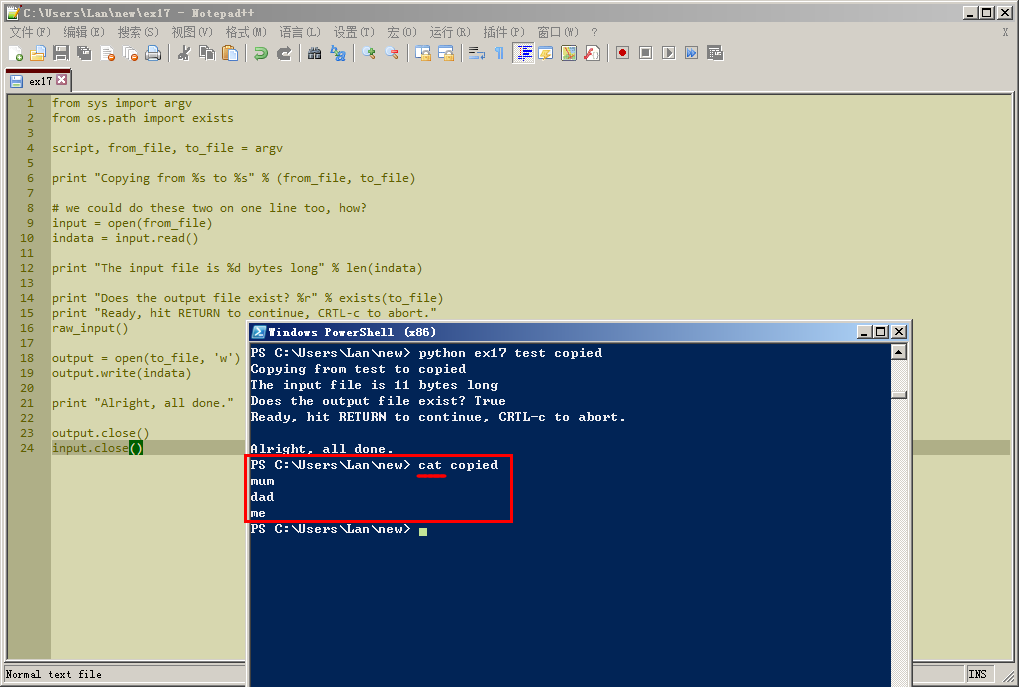 C:\Users\Lan\new\ex17 - Notepad++
文件(F) 编辑(E) 搜索(S) 视图(V) 格式(M) 语言(L) 设置(T) 宏(O) 运行(R) 插件(P) 窗口(W) ? X
ex17
1 from sys import argv
2 from os.path import exists
3
4 script, from_file, to_file = argv
5
6 print "Copying from %s to %s" % (from_file, to_file)
7
8 # we could do these two on one line too, how?
9 input = open(from_file)
10 indata = input.read()
11
12 print "The input file is %d bytes long" % len(indata)
13
14 print "Does the output file exist? %r" % exists(to_file)
15 print "Ready, hit RETURN to continue, CRTL-c to abort."
16 raw_input()
17
18 output = open(to_file, 'w')
19 output.write(indata)
20
21 print "Alright, all done."
22
23 output.close()
24 input.close()
Windows PowerShell (x86)
PS C:\Users\Lan\new> python ex17 test copied
Copying from test to copied
The input file is 11 bytes long
Does the output file exist? True
Ready, hit RETURN to continue, CRTL-c to abort.
Alright, all done.
PS C:\Users\Lan\new> cat copied
mum
dad
me
PS C:\Users\Lan\new>
Normal text file
INS